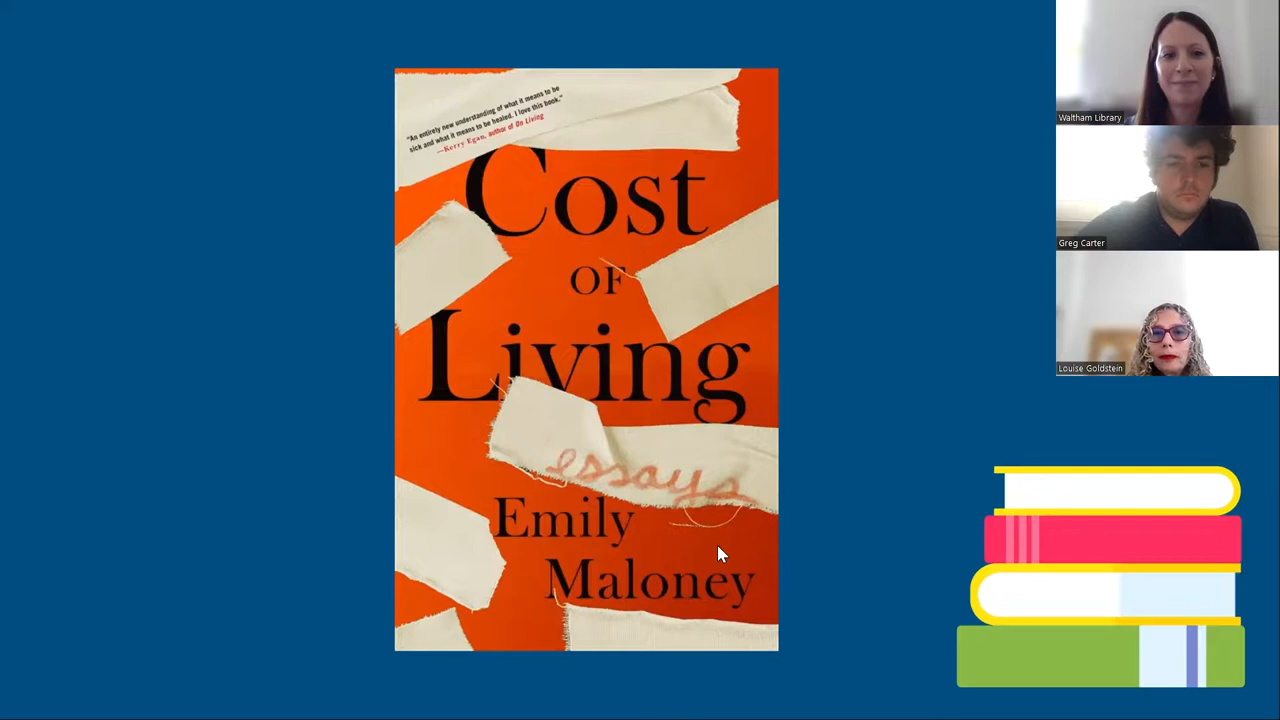 "An entirely new understanding of what it means to be
sick and what it means to be healed. I love this book."
—Kerry Egan, author of On Living
Cost
OF
Living
essays
Emily
Maloney
Waltham Library
Greg Carter
Louise Goldstein